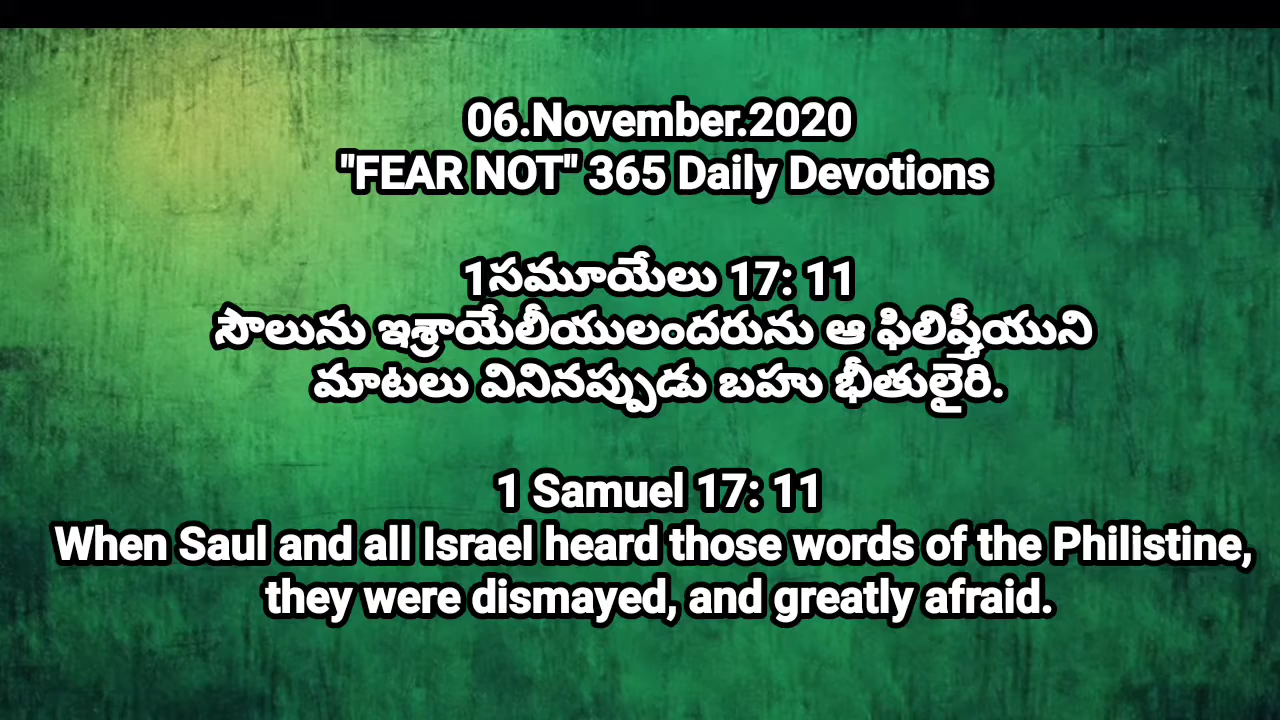 06.November.2020
"FEAR NOT" 365 Daily Devotions
1సమూయేలు 17: 11
సౌలును ఇశ్రాయేలీయులందరును ఆ ఫిలిష్తీయుని
మాటలు వినినప్పుడు బహు భీతులైరి.
1 Samuel 17: 11
When Saul and all Israel heard those words of the Philistine,
they were dismayed, and greatly afraid.